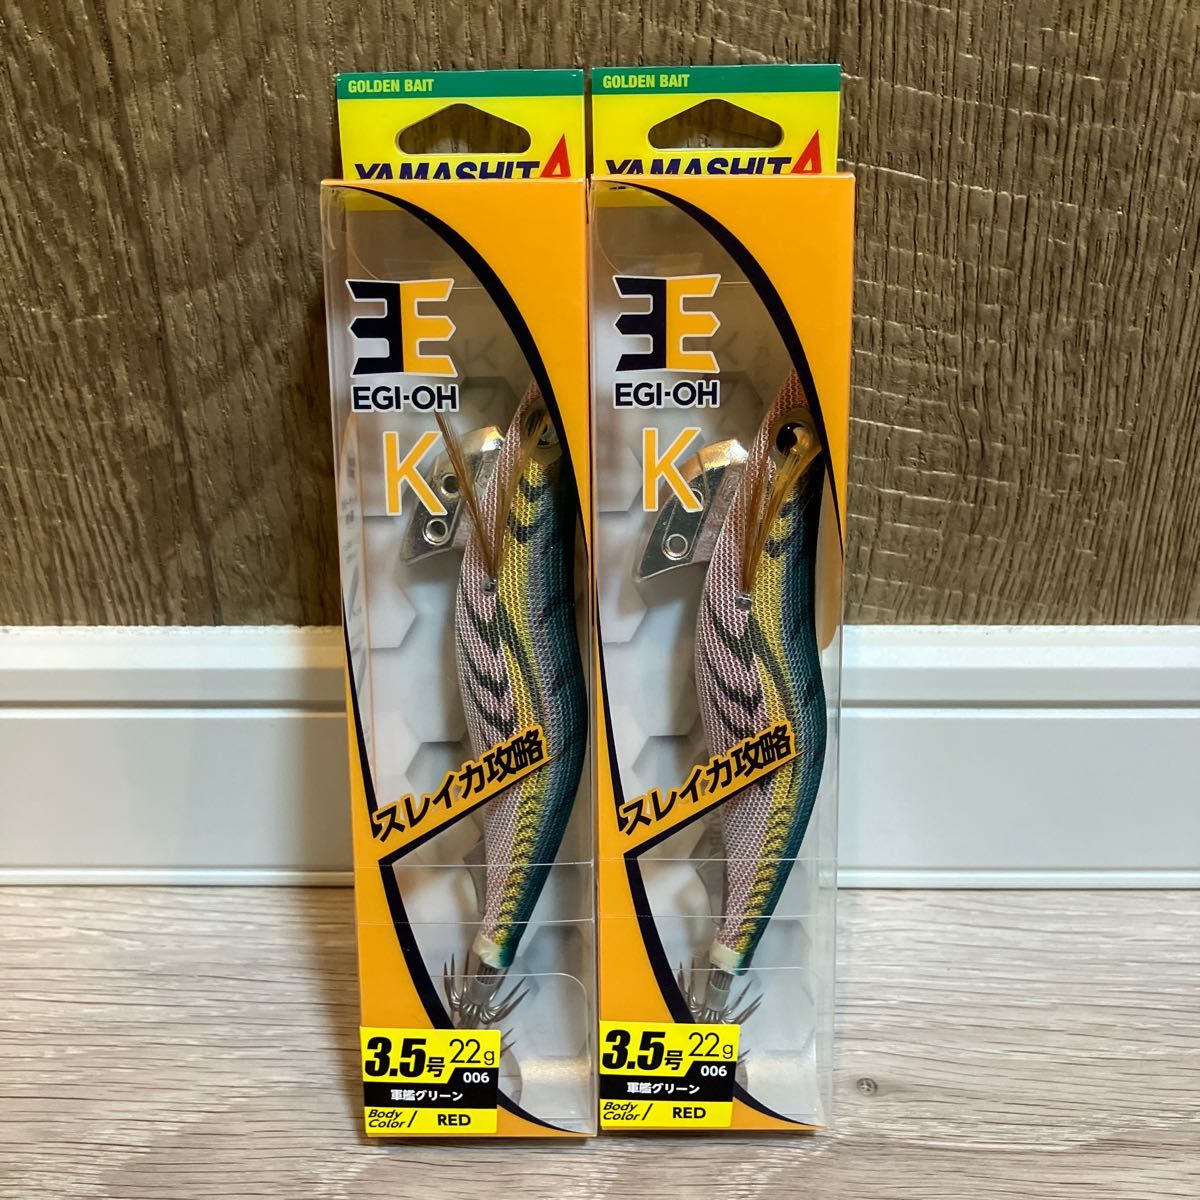 GOLDEN BAIT
YAMASHITA
王
EGI-OH
K
スレイカ攻略
3.5号 22g
006
軍艦グリーン
Body Color/ RED
GOLDEN BAIT
YAMASHITA
王
EGI-OH
K
スレイカ攻略
3.5号 22g
006
軍艦グリーン
Body Color/ RED